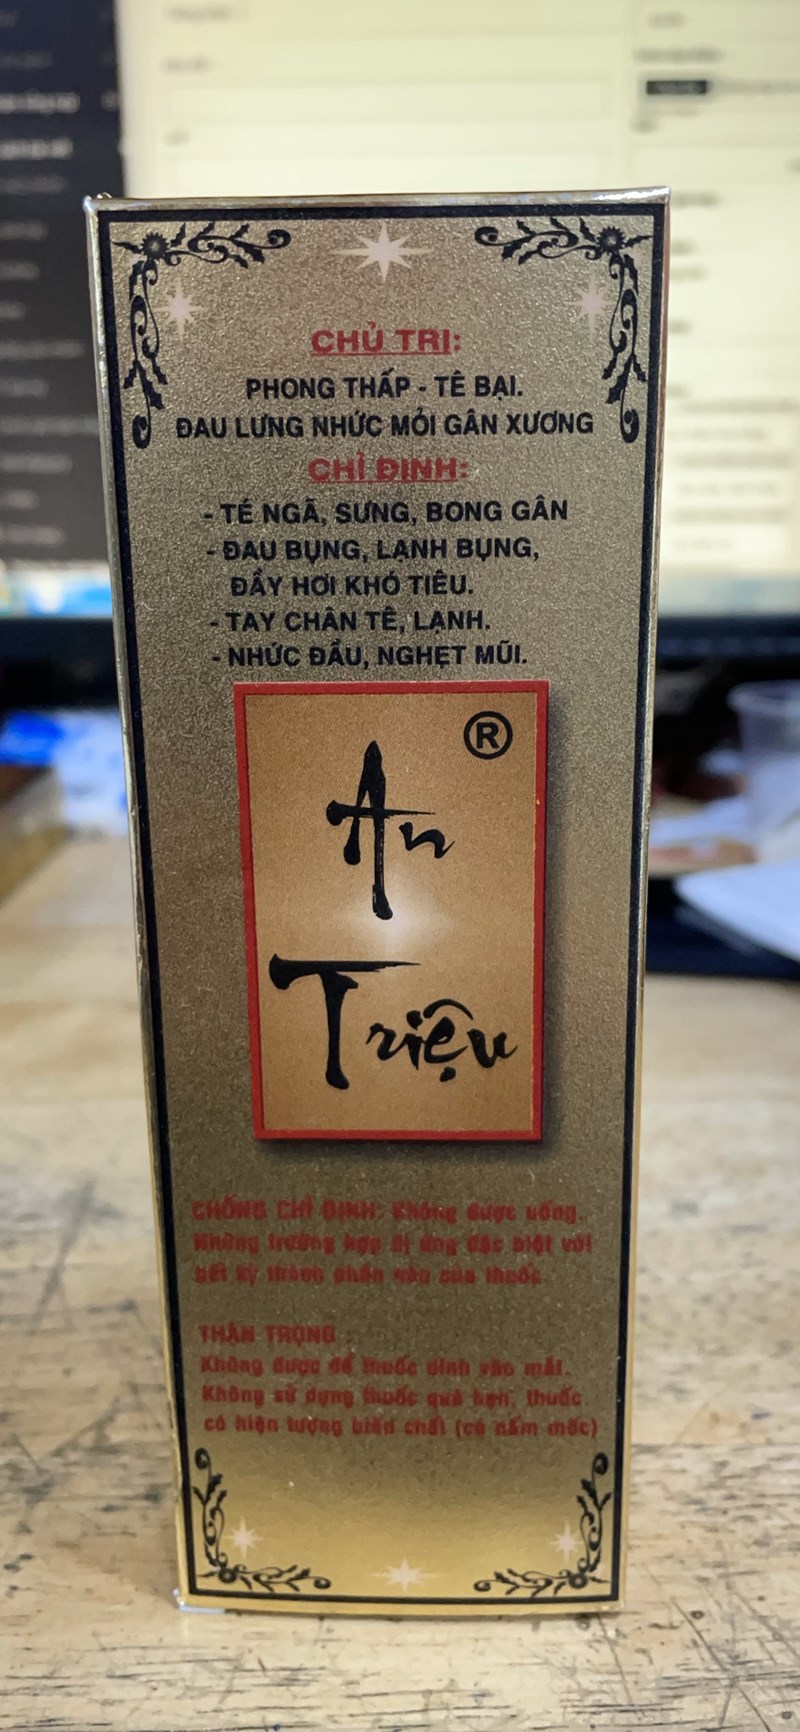 CHỦ TRỊ:
PHONG THẤP - TÊ BẠI.
ĐAU LƯNG NHỨC MỎI GÂN XƯƠNG
CHỈ ĐỊNH:
- TÉ NGÃ, SƯNG, BONG GÂN
- ĐAU BỤNG, LẠNH BỤNG,
ĐẦY HƠI KHÓ TIÊU.
- TAY CHÂN TÊ, LẠNH.
- NHỨC ĐẦU, NGHẸT MŨI.
®
An
Triệu
CHỐNG CHỈ ĐỊNH: Không được uống.
Những trường hợp dị ứng đặc biệt với
bất kỳ thành phần nào của thuốc.
THẬN TRỌNG :
Không được để thuốc dính vào mắt.
Không sử dụng thuốc quá hạn, thuốc
có hiện tượng biến chất (có nấm mốc)